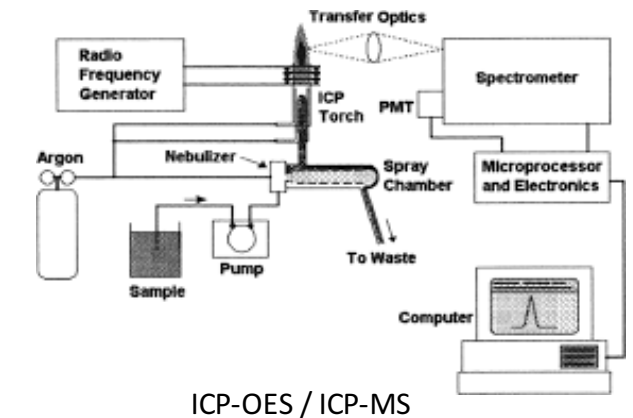 Transfer Optics
Radio
Frequency
Generator
Spectrometer
ICP
Torch
PMT
Argon
Nebulizer
Spray
Chamber
Microprocessor
and Electronics
Pump
To Waste
Sample
Computer
ICP-OES / ICP-MS